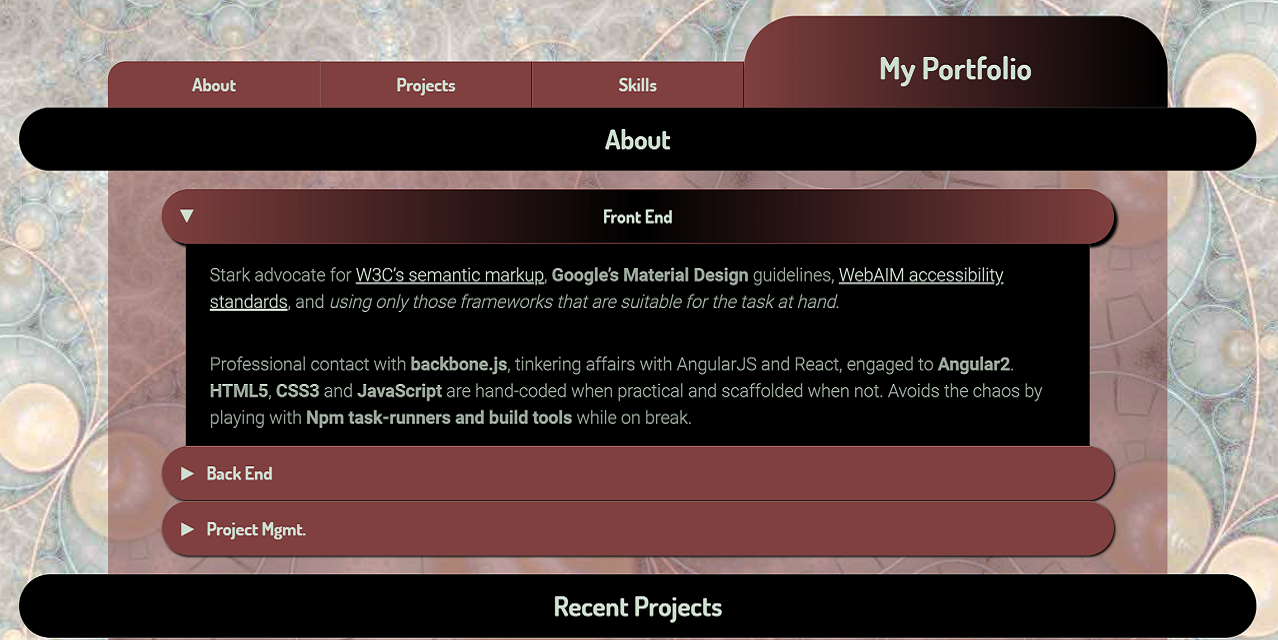 About
Projects
Skills
My Portfolio
About
Front End
Stark advocate for W3C’s semantic markup, Google’s Material Design guidelines, WebAIM accessibility
standards, and using only those frameworks that are suitable for the task at hand.
Professional contact with backbone.js, tinkering affairs with AngularJS and React, engaged to Angular2.
HTML5, CSS3 and JavaScript are hand-coded when practical and scaffolded when not. Avoids the chaos by
playing with Npm task-runners and build tools while on break.
Back End
Project Mgmt.
Recent Projects